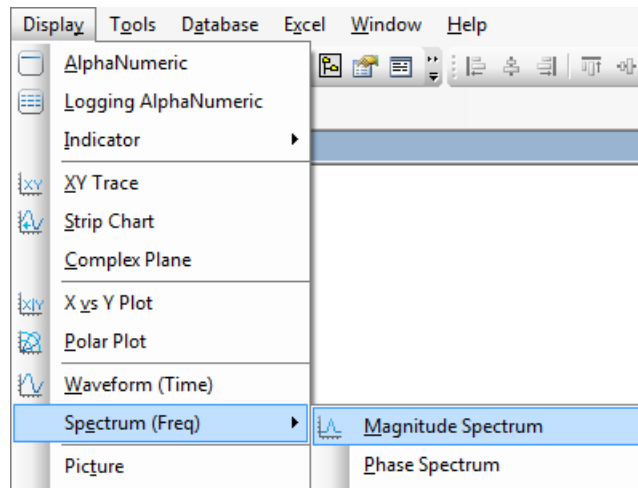 Display Tools Database Excel Window Help
AlphaNumeric
Logging AlphaNumeric
Indicator
XY Trace
Strip Chart
Complex Plane
X vs Y Plot
Polar Plot
Waveform (Time)
Spectrum (Freq) Magnitude Spectrum
Picture Phase Spectrum